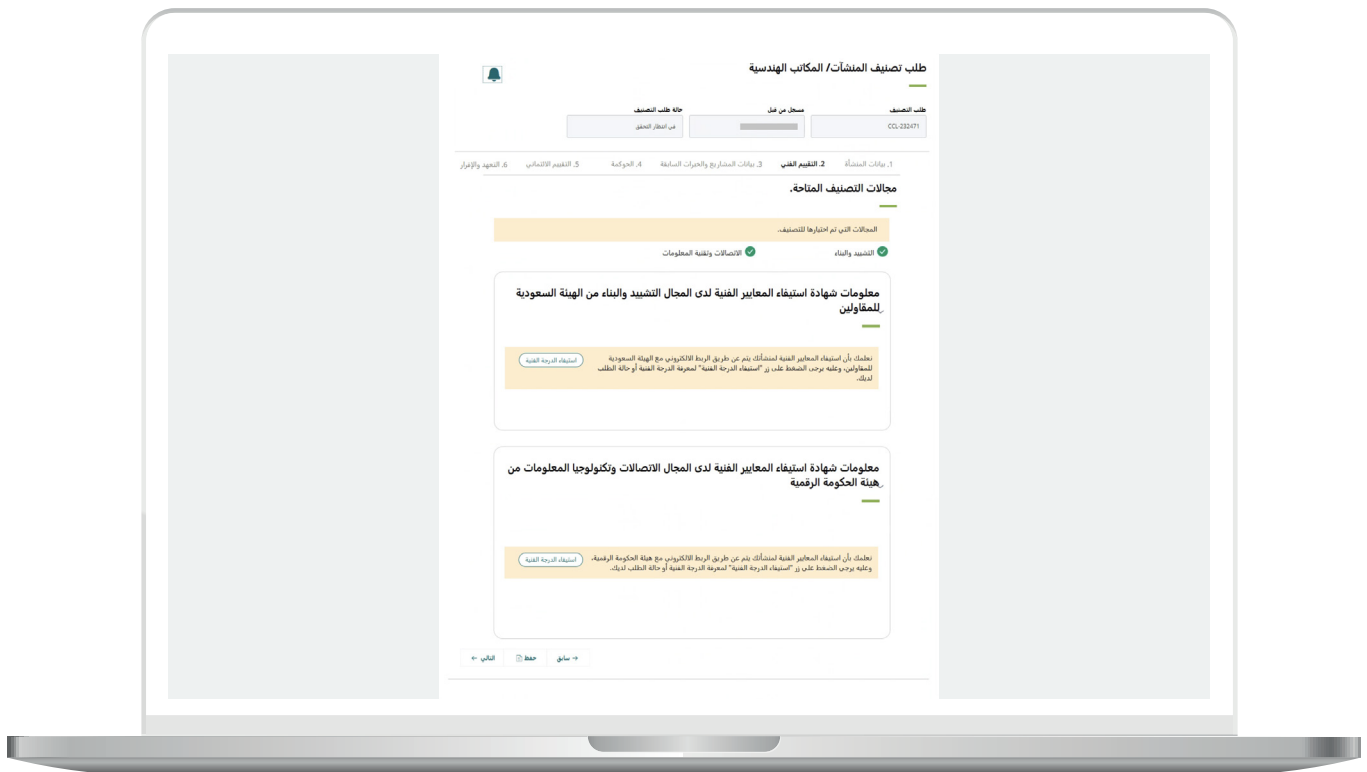 طلب تصنيف المنشآت/ المكاتب الهندسية
طلب التصنيف
مسجل من قبل
حالة طلب التصنيف
CCL-232471
في انتظار التحقق
1. بيانات المنشأة
2. التقييم الفني
3. بيانات المشاريع والخبرات السابقة
4. الحوكمة
5. التقييم الائتماني
6. التعهد والإقرار
مجالات التصنيف المتاحة.
المجالات التي تم اختيارها للتصنيف.
التشييد والبناء
الاتصالات وتقنية المعلومات
معلومات شهادة استيفاء المعايير الفنية لدى المجال التشييد والبناء من الهيئة السعودية
للمقاولين
نعلمك بأن استيفاء المعايير الفنية لمنشأتك يتم عن طريق الربط الالكتروني مع الهيئة السعودية
للمقاولين، وعليه يرجى الضغط على زر "استيفاء الدرجة الفنية" لمعرفة الدرجة الفنية أو حالة الطلب
لديك.
استيفاء الدرجة الفنية
معلومات شهادة استيفاء المعايير الفنية لدى المجال الاتصالات وتكنولوجيا المعلومات من
هيئة الحكومة الرقمية
نعلمك بأن استيفاء المعايير الفنية لمنشأتك يتم عن طريق الربط الالكتروني مع هيئة الحكومة الرقمية،
وعليه يرجى الضغط على زر "استيفاء الدرجة الفنية" لمعرفة الدرجة الفنية أو حالة الطلب لديك.
استيفاء الدرجة الفنية
→ سابق
حفظ
التالي ←